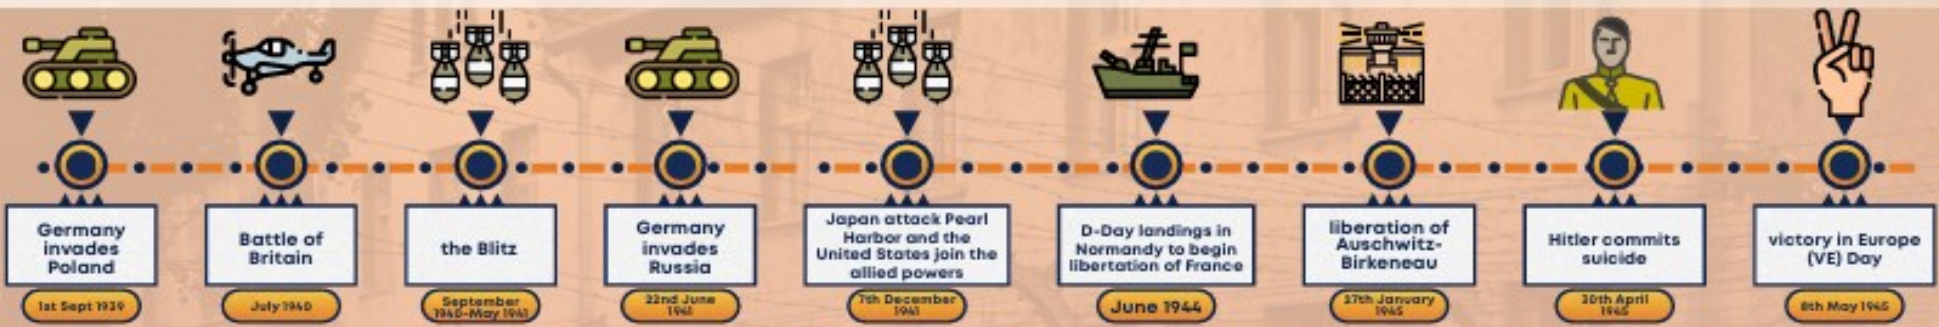 Germany
invades
Poland
1st Sept 1939
Battle of
Britain
July 1940
the Blitz
September
1940-May 1941
Germany
invades
Russia
22nd June
1941
Japan attack Pearl
Harbor and the
United States join the
allied powers
7th December
1941
D-Day landings in
Normandy to begin
libertation of France
June 1944
liberation of
Auschwitz-
Birkeneau
27th January
1945
Hitler commits
suicide
30th April
1945
victory in Europe
(VE) Day
8th May 1945